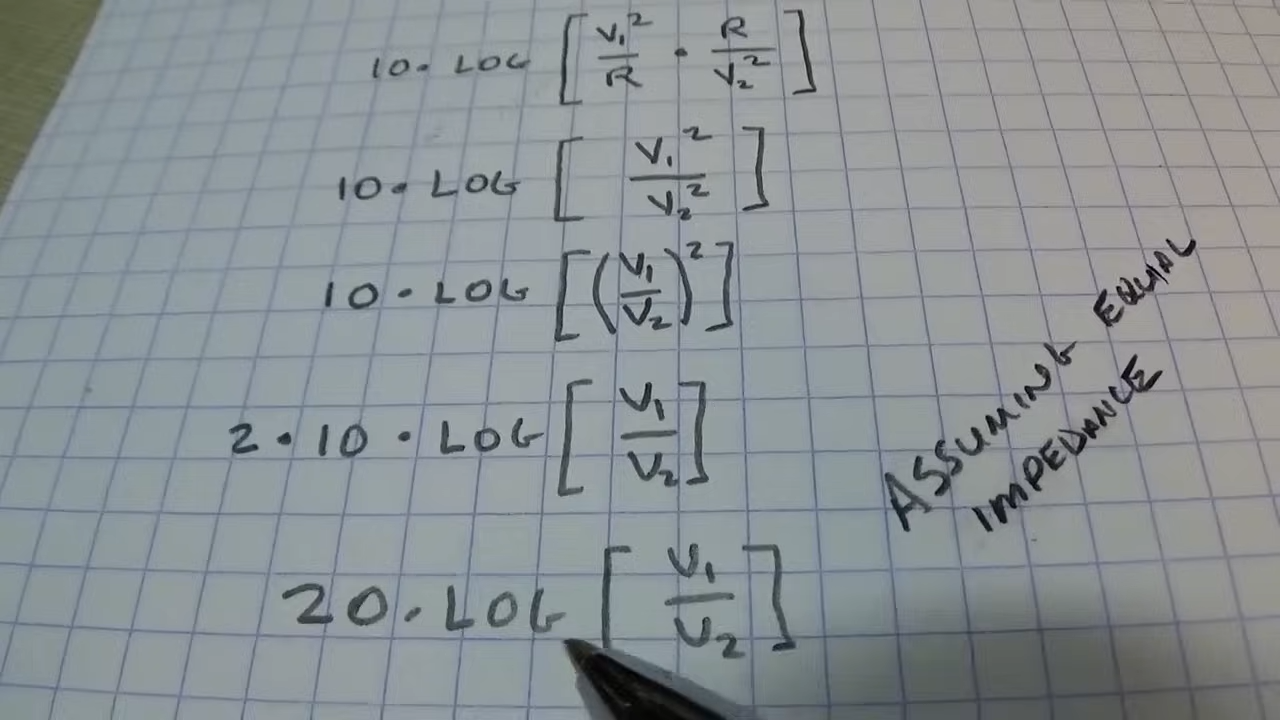 10 · LOG [ V₁²/R · R/V₂² ]
10 · LOG [ V₁²/V₂² ]
10 · LOG [ (V₁/V₂)² ]
2 · 10 · LOG [ V₁/V₂ ]
20 · LOG [ V₁/V₂ ]
ASSUMING EQUAL
IMPEDANCE